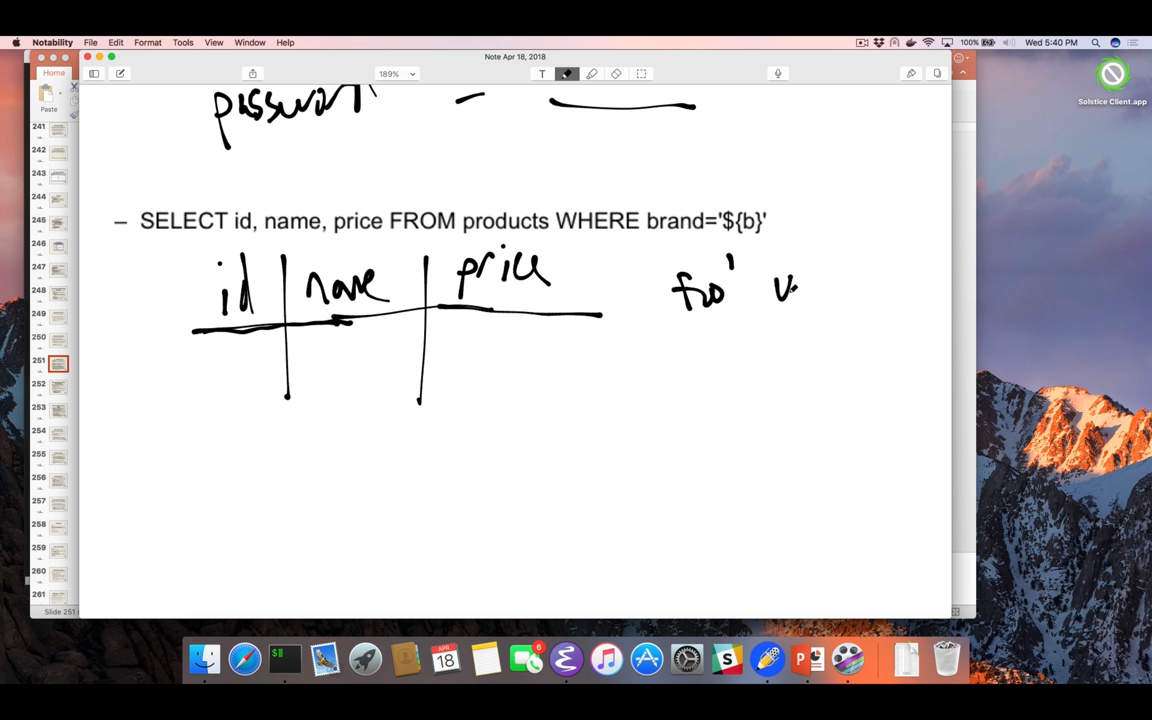 Notability File Edit Format Tools View Window Help 100% Wed 5:40 PM
Note Apr 18, 2018
Home
189%
T
Paste
Solstice Client.app
password —
– SELECT id, name, price FROM products WHERE brand='${b}'
id name price foo' u
241
242
243
244
245
246
247
248
249
250
251
252
253
254
255
256
257
258
259
260
261
Slide 251
$
APR
18
6
S
P